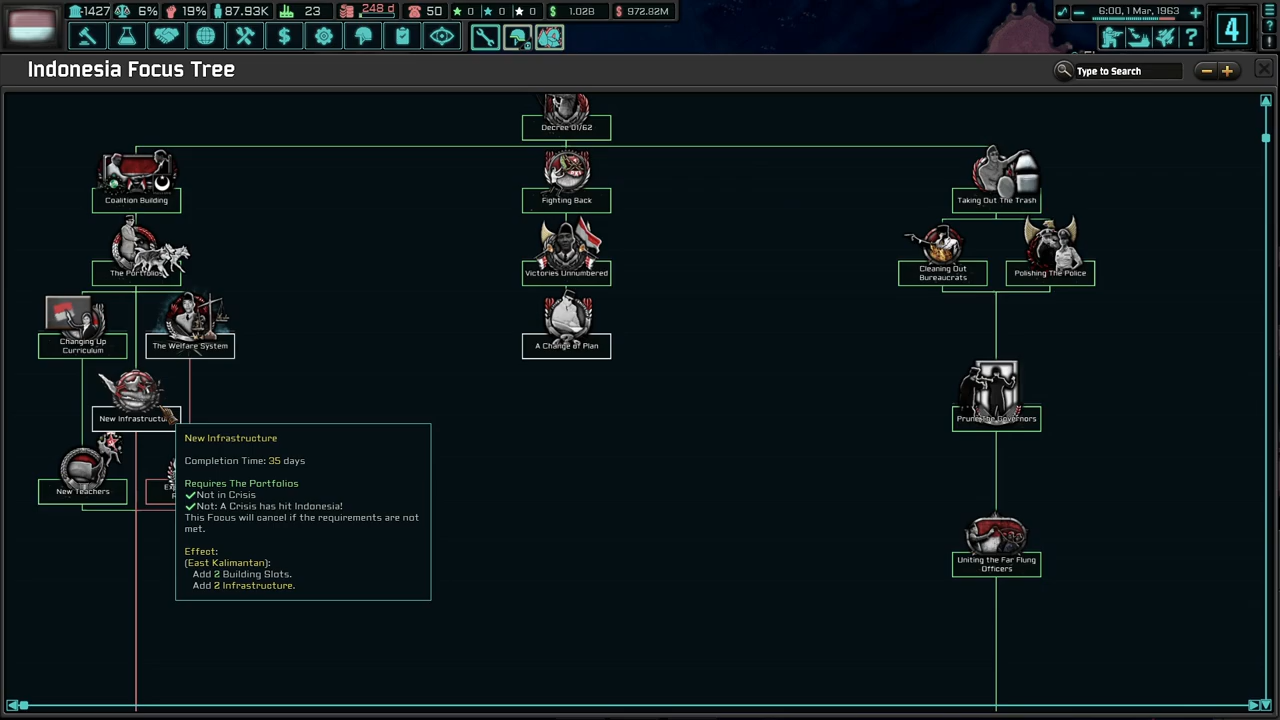 1427
6%
19%
87.93K
23
248 d
50
0
0
0
$ 1.02B
$ 972.82M
6:00, 1 Mar, 1963
4
Indonesia Focus Tree
Type to Search
Decree 01/62
Coalition Building
Fighting Back
Taking Out The Trash
The Portfolios
Victories Unnumbered
Cleaning Out
Bureaucrats
Polishing The Police
Changing Up
Curriculum
The Welfare System
A Change of Plan
New Infrastructure
Prune The Governors
New Teachers
Uniting the Far Flung
Officers
New Infrastructure
Completion Time: 35 days
Requires The Portfolios
Not in Crisis
Not: A Crisis has hit Indonesia!
This Focus will cancel if the requirements are not
met.
Effect:
(East Kalimantan):
Add 2 Building Slots.
Add 2 Infrastructure.